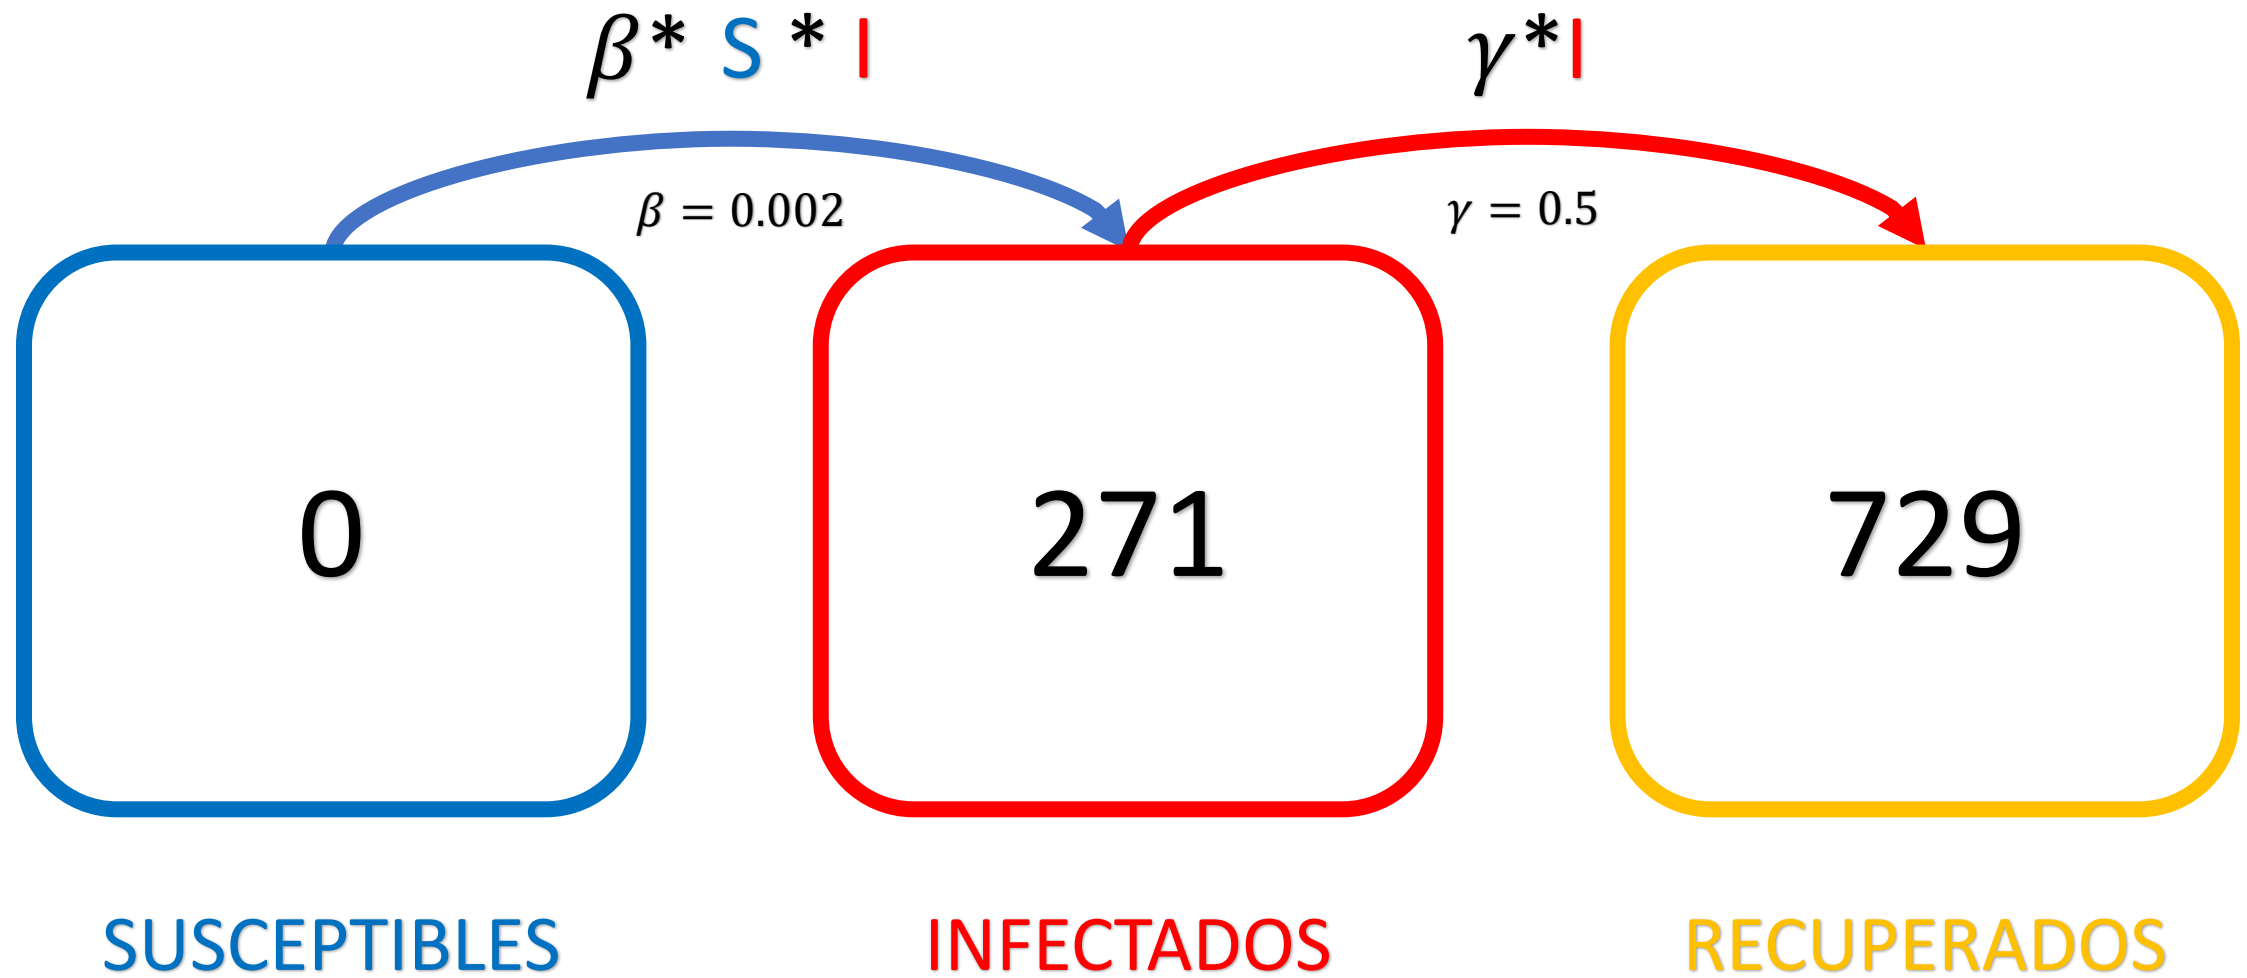 β* S * I
γ*I
β = 0.002
γ = 0.5
0
271
729
SUSCEPTIBLES
INFECTADOS
RECUPERADOS